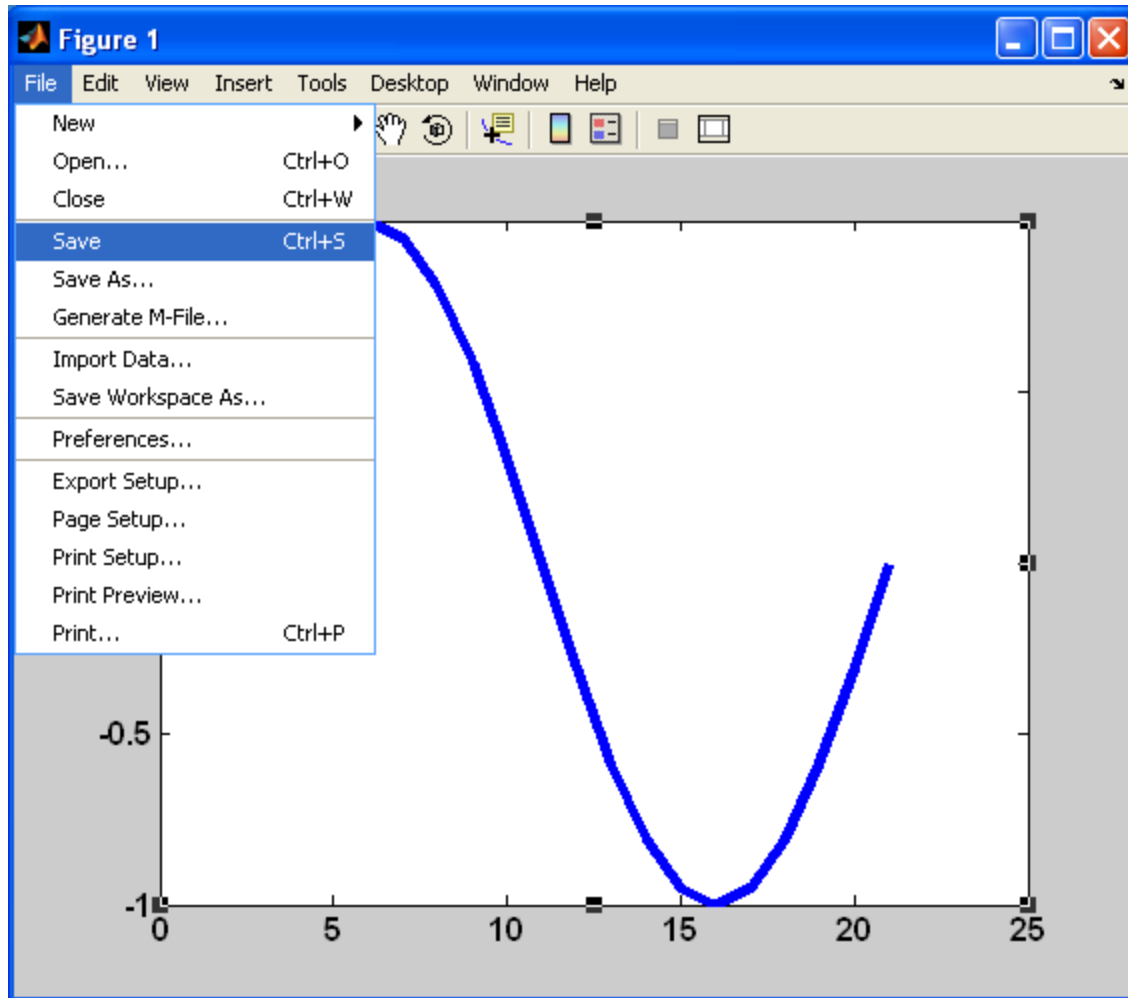 Figure 1
File Edit View Insert Tools Desktop Window Help
New
Open... Ctrl+O
Close Ctrl+W
Save Ctrl+S
Save As...
Generate M-File...
Import Data...
Save Workspace As...
Preferences...
Export Setup...
Page Setup...
Print Setup...
Print Preview...
Print... Ctrl+P
-0.5
-1
0 5 10 15 20 25